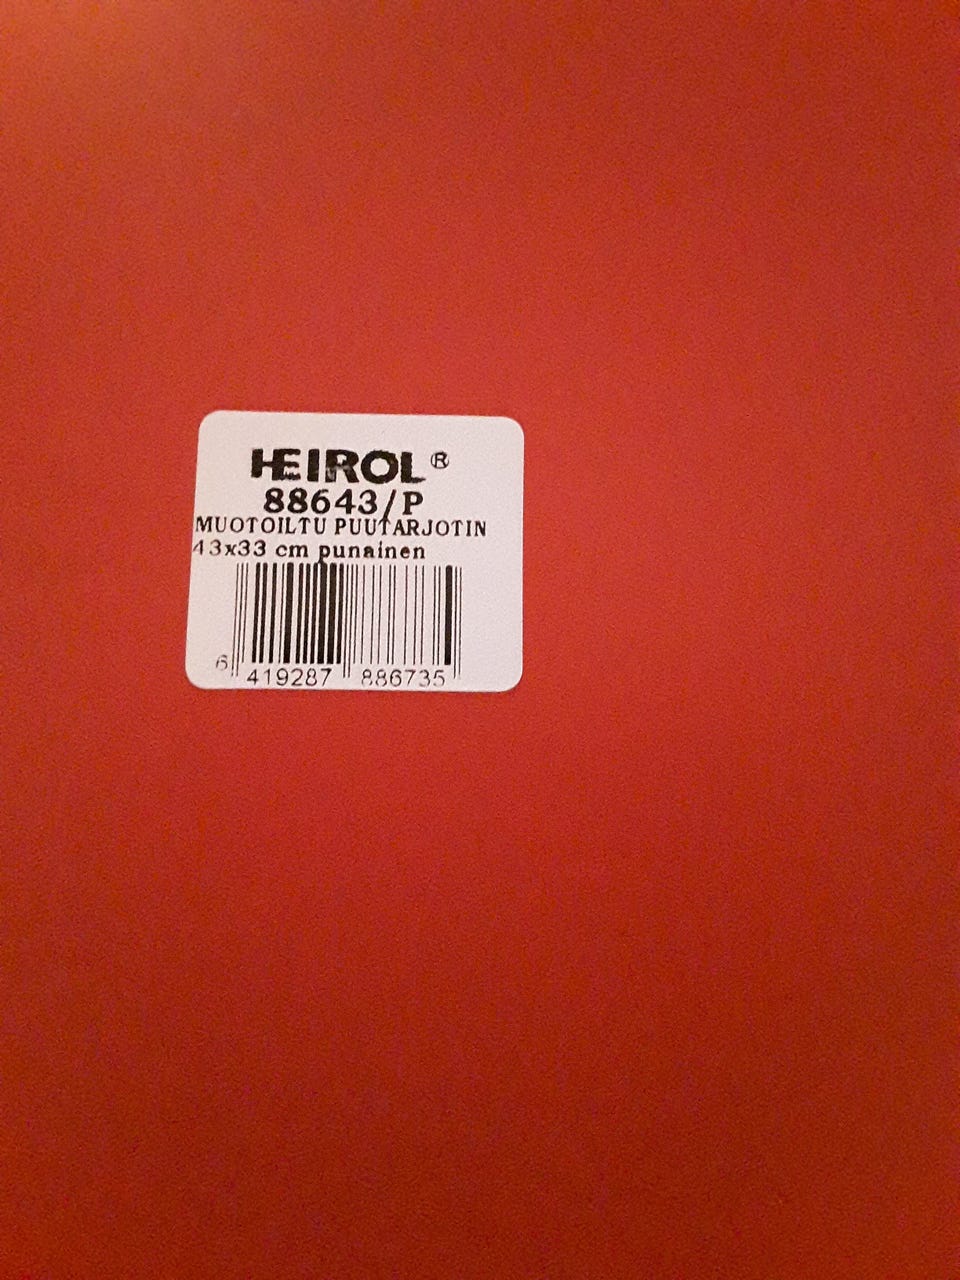 HEIROL®
88643/P
MUOTOILTU PUUTARJOTIN
43x33 cm punainen
6 419287 886735